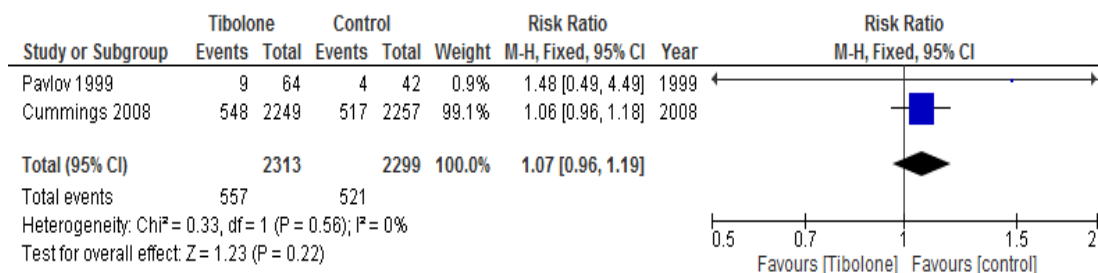 Tibolone Control Risk Ratio Risk Ratio
Study or Subgroup Events Total Events Total Weight M-H, Fixed, 95% CI Year M-H, Fixed, 95% CI
Pavlov 1999 9 64 4 42 0.9% 1.48 [0.49, 4.49] 1999
Cummings 2008 548 2249 517 2257 99.1% 1.06 [0.96, 1.18] 2008
Total (95% CI) 2313 2299 100.0% 1.07 [0.96, 1.19]
Total events 557 521
Heterogeneity: Chi² = 0.33, df = 1 (P = 0.56); I² = 0%
Test for overall effect: Z = 1.23 (P = 0.22)
0.5 0.7 1 1.5 2
Favours [Tibolone] Favours [control]